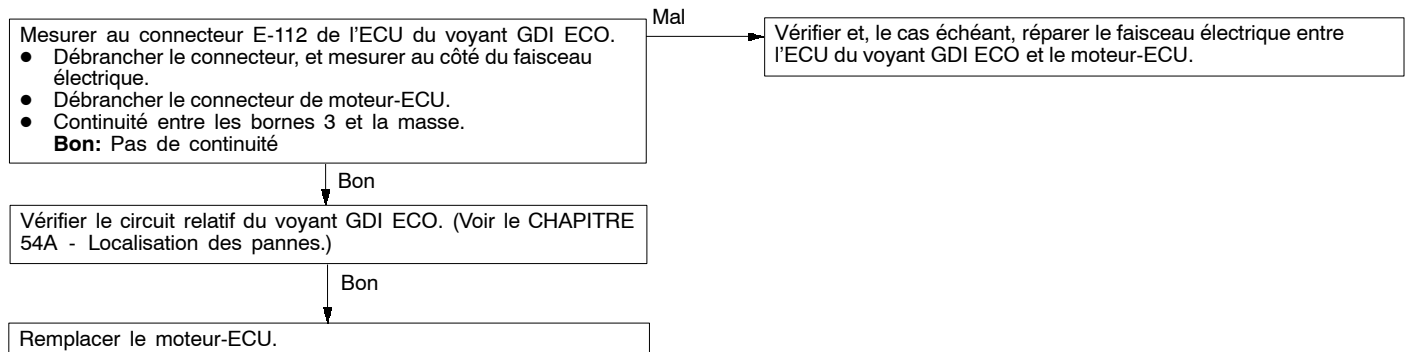 Mesurer au connecteur E-112 de l'ECU du voyant GDI ECO.
● Débrancher le connecteur, et mesurer au côté du faisceau
électrique.
● Débrancher le connecteur de moteur-ECU.
● Continuité entre les bornes 3 et la masse.
Bon: Pas de continuité
Mal
Vérifier et, le cas échéant, réparer le faisceau électrique entre
l'ECU du voyant GDI ECO et le moteur-ECU.
Bon
Vérifier le circuit relatif du voyant GDI ECO. (Voir le CHAPITRE
54A - Localisation des pannes.)
Bon
Remplacer le moteur-ECU.